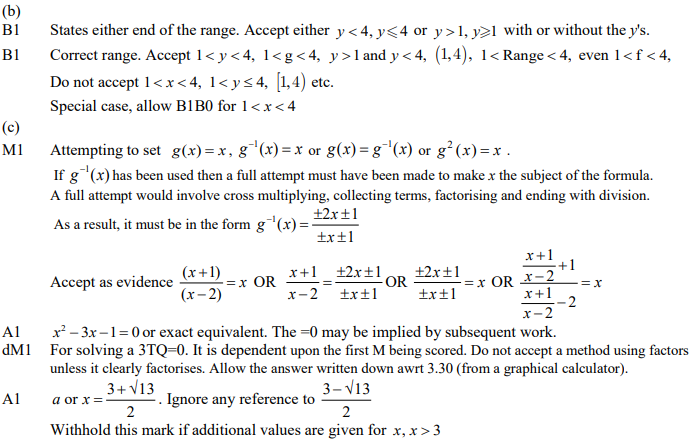 (b)
B1 States either end of the range. Accept either y < 4, y ⩽ 4 or y > 1, y ⩾ 1 with or without the y's.
B1 Correct range. Accept 1 < y < 4, 1 < g < 4, y > 1 and y < 4, (1,4), 1 < Range < 4, even 1 < f < 4,
Do not accept 1 < x < 4, 1 < y ≤ 4, [1,4) etc.
Special case, allow B1B0 for 1 < x < 4
(c)
M1 Attempting to set g(x) = x, g⁻¹(x) = x or g(x) = g⁻¹(x) or g²(x) = x .
If g⁻¹(x) has been used then a full attempt must have been made to make x the subject of the formula.
A full attempt would involve cross multiplying, collecting terms, factorising and ending with division.
As a result, it must be in the form g⁻¹(x) = (±2x±1)/(±x±1)
Accept as evidence (x+1)/(x−2) = x OR (x+1)/(x−2) = (±2x±1)/(±x±1) OR (±2x±1)/(±x±1) = x OR ((x+1)/(x−2) + 1)/((x+1)/(x−2) − 2) = x
A1 x² − 3x − 1 = 0 or exact equivalent. The =0 may be implied by subsequent work.
dM1 For solving a 3TQ=0. It is dependent upon the first M being scored. Do not accept a method using factors
unless it clearly factorises. Allow the answer written down awrt 3.30 (from a graphical calculator).
A1 a or x = (3+√13)/2 . Ignore any reference to (3−√13)/2
Withhold this mark if additional values are given for x, x > 3